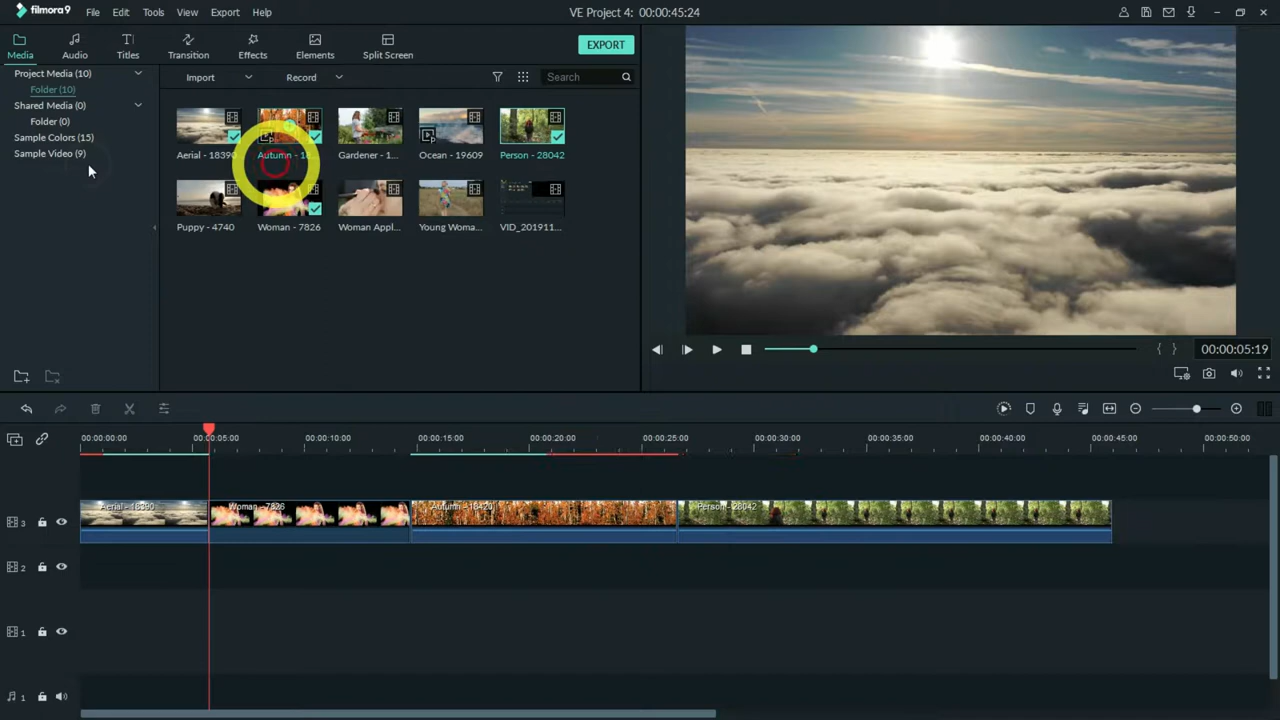 filmora9 File Edit Tools View Export Help VE Project 4: 00:00:45:24
Media Audio Titles Transition Effects Elements Split Screen EXPORT
Project Media (10)
Folder (10)
Shared Media (0)
Folder (0)
Sample Colors (15)
Sample Video (9)
Import Record Search
Aerial - 18390 Autumn - 18... Gardener - 1... Ocean - 19609 Person - 28042
Puppy - 4740 Woman - 7826 Woman Appl... Young Woma... VID_201911...
00:00:05:19
00:00:00:00 00:00:05:00 00:00:10:00 00:00:15:00 00:00:20:00 00:00:25:00 00:00:30:00 00:00:35:00 00:00:40:00 00:00:45:00 00:00:50:00
Aerial - 18390 Woman - 7826 Autumn - 18420 Person - 28042
3
2
1
1